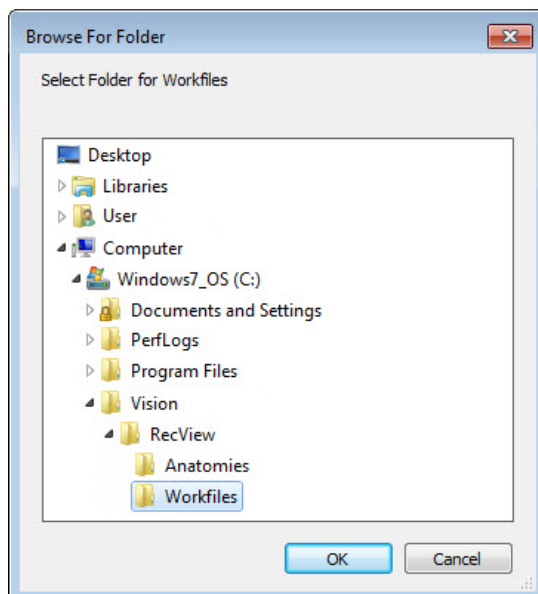 Browse For Folder
Select Folder for Workfiles
Desktop
Libraries
User
Computer
Windows7_OS (C:)
Documents and Settings
PerfLogs
Program Files
Vision
RecView
Anatomies
Workfiles
OK Cancel